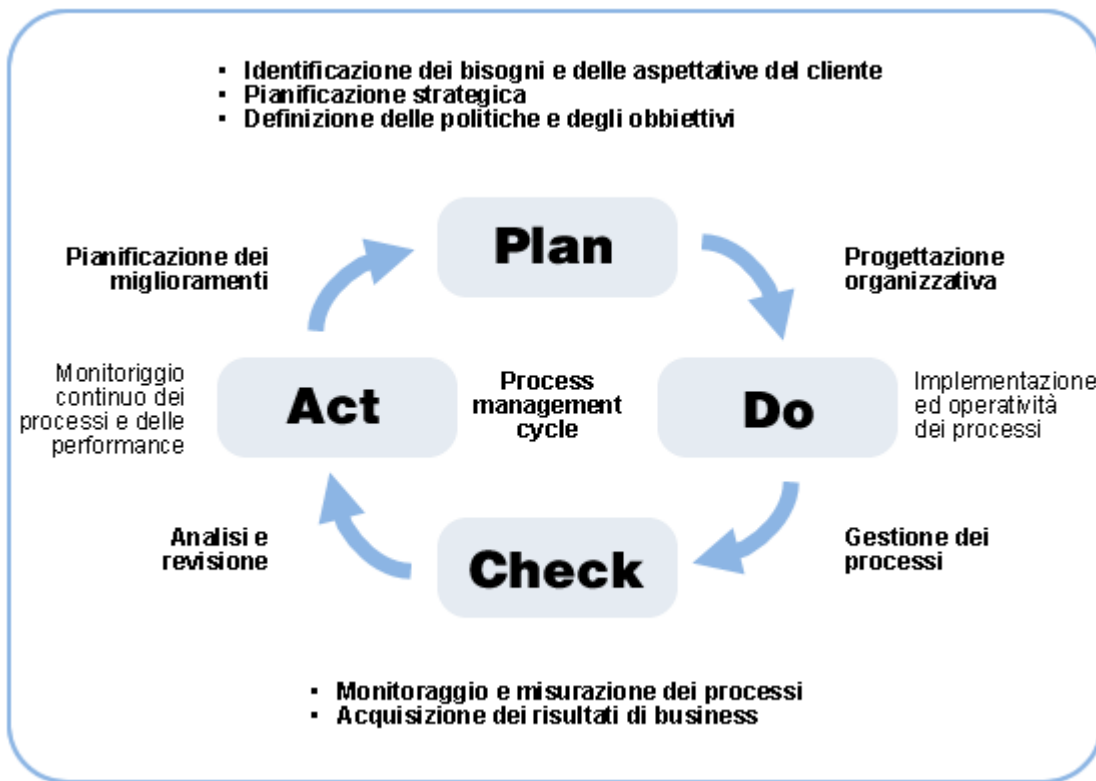 ▪ Identificazione dei bisogni e delle aspettative del cliente
▪ Pianificazione strategica
▪ Definizione delle politiche e degli obbiettivi
Plan
Pianificazione dei
miglioramenti
Progettazione
organizzativa
Monitoriggio
continuo dei
processi e delle
performance
Act
Process
management
cycle
Do
Implementazione
ed operatività
dei processi
Analisi e
revisione
Check
Gestione dei
processi
▪ Monitoraggio e misurazione dei processi
▪ Acquisizione dei risultati di business